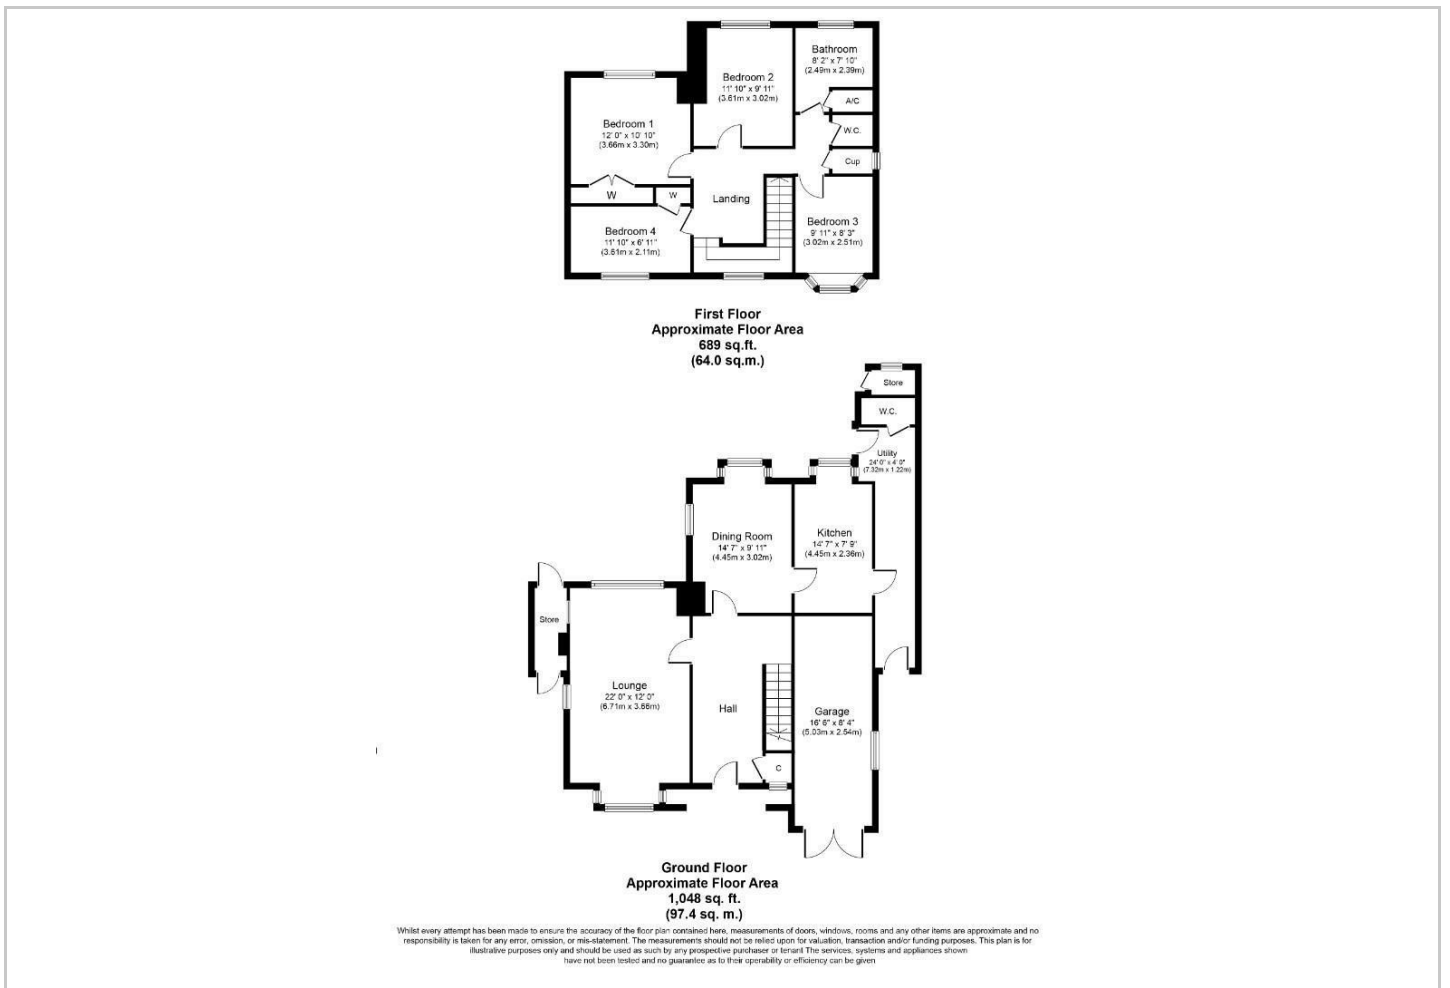 Bathroom
8' 2" x 7' 10"
(2.49m x 2.39m)
Bedroom 2
11' 10" x 9' 11"
(3.61m x 3.02m)
A/C
Bedroom 1
12' 0" x 10' 10"
(3.66m x 3.30m)
W.C.
Cup
W
W
Landing
Bedroom 3
9' 11" x 8' 3"
(3.02m x 2.51m)
Bedroom 4
11' 10" x 6' 11"
(3.61m x 2.11m)
First Floor
Approximate Floor Area
689 sq.ft.
(64.0 sq.m.)
Store
W.C.
Utility
24' 0" x 4' 0"
(7.32m x 1.22m)
Dining Room
14' 7" x 9' 11"
(4.45m x 3.02m)
Kitchen
14' 7" x 7' 9"
(4.45m x 2.36m)
Store
Lounge
22' 0" x 12' 0"
(6.71m x 3.66m)
Hall
Garage
16' 6" x 8' 4"
(5.03m x 2.54m)
C
Ground Floor
Approximate Floor Area
1,048 sq. ft.
(97.4 sq. m.)
Whilst every attempt has been made to ensure the accuracy of the floor plan contained here, measurements of doors, windows, rooms and any other items are approximate and no
responsibility is taken for any error, omission, or mis-statement. The measurements should not be relied upon for valuation, transaction and/or funding purposes. This plan is for
illustrative purposes only and should be used as such by any prospective purchaser or tenant The services, systems and appliances shown
have not been tested and no guarantee as to their operability or efficiency can be given